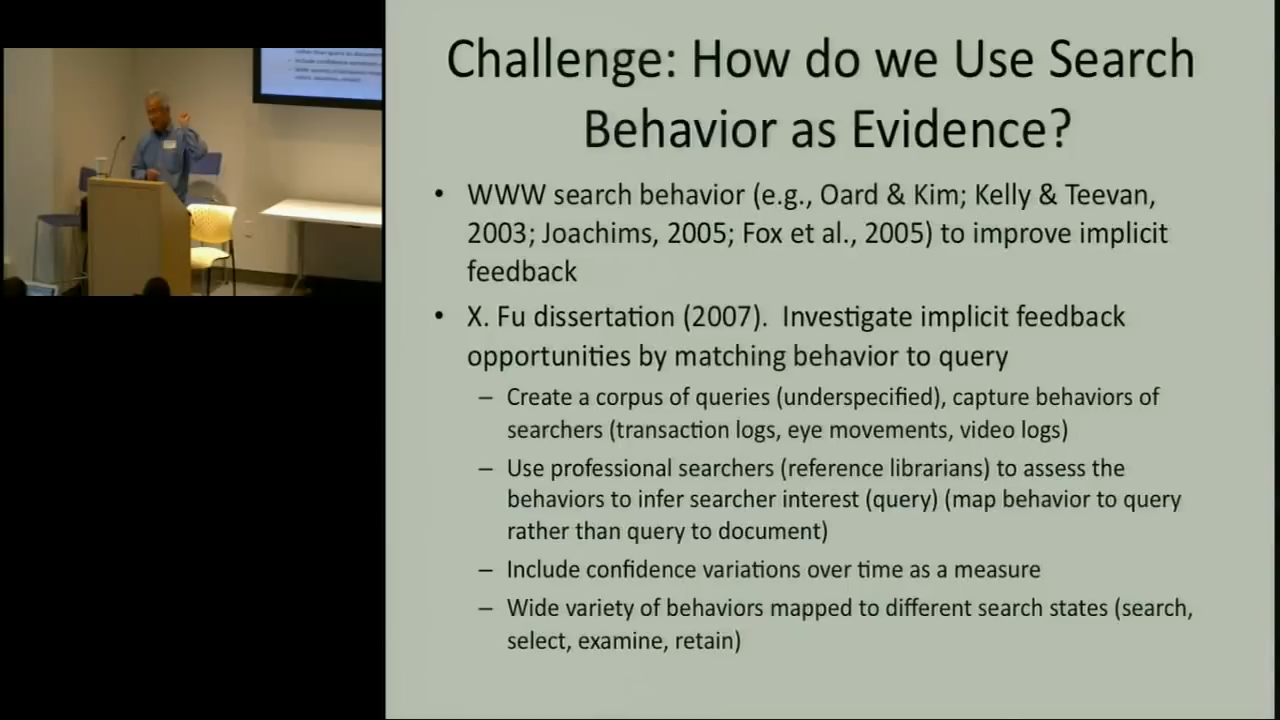 Challenge: How do we Use Search
Behavior as Evidence?
• WWW search behavior (e.g., Oard & Kim; Kelly & Teevan,
2003; Joachims, 2005; Fox et al., 2005) to improve implicit
feedback
• X. Fu dissertation (2007).  Investigate implicit feedback
opportunities by matching behavior to query
– Create a corpus of queries (underspecified), capture behaviors of
searchers (transaction logs, eye movements, video logs)
– Use professional searchers (reference librarians) to assess the
behaviors to infer searcher interest (query) (map behavior to query
rather than query to document)
– Include confidence variations over time as a measure
– Wide variety of behaviors mapped to different search states (search,
select, examine, retain)